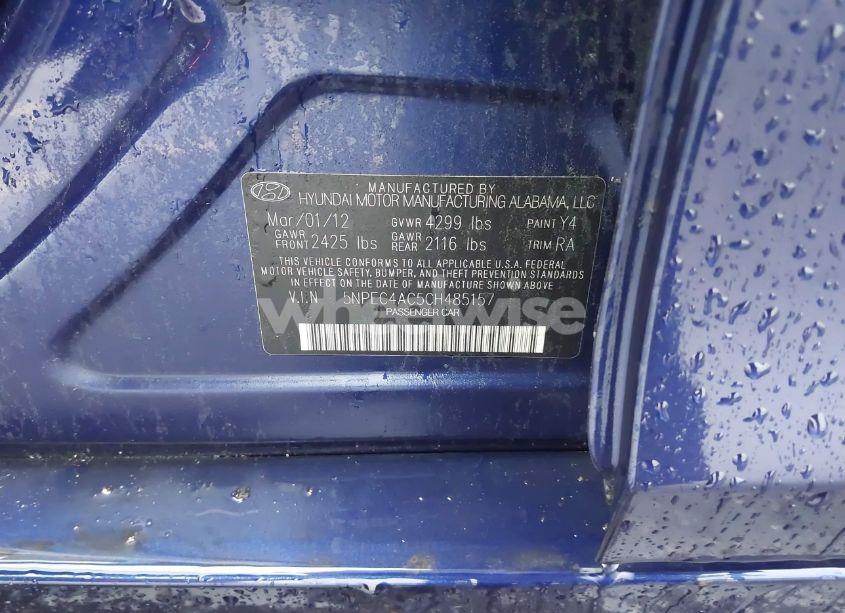 MANUFACTURED BY
HYUNDAI MOTOR MANUFACTURING ALABAMA, LLC
Mar/01/12 GVWR 4299 lbs PAINT Y4
GAWR FRONT 2425 lbs GAWR REAR 2116 lbs TRIM RA
THIS VEHICLE CONFORMS TO ALL APPLICABLE U.S.A. FEDERAL
MOTOR VEHICLE SAFETY, BUMPER, AND THEFT PREVENTION STANDARDS
IN EFFECT ON THE DATE OF MANUFACTURE SHOWN ABOVE
V.I.N 5NPEC4AC5CH485157
wheelwise
PASSENGER CAR